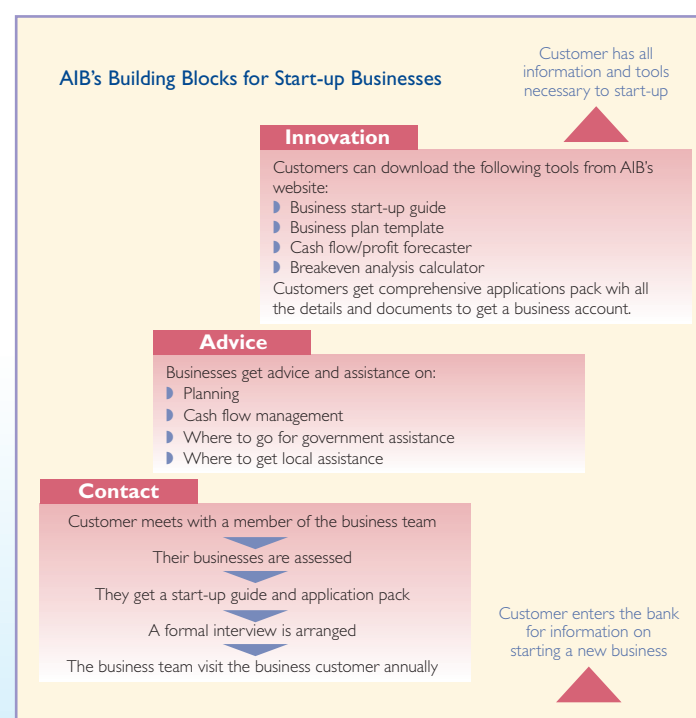 AIB's Building Blocks for Start-up Businesses
Customer has all
information and tools
necessary to start-up
Innovation
Customers can download the following tools from AIB's
website:
Business start-up guide
Business plan template
Cash flow/profit forecaster
Breakeven analysis calculator
Customers get comprehensive applications pack wih all
the details and documents to get a business account.
Advice
Businesses get advice and assistance on:
Planning
Cash flow management
Where to go for government assistance
Where to get local assistance
Contact
Customer meets with a member of the business team
Their businesses are assessed
They get a start-up guide and application pack
A formal interview is arranged
The business team visit the business customer annually
Customer enters the bank
for information on
starting a new business